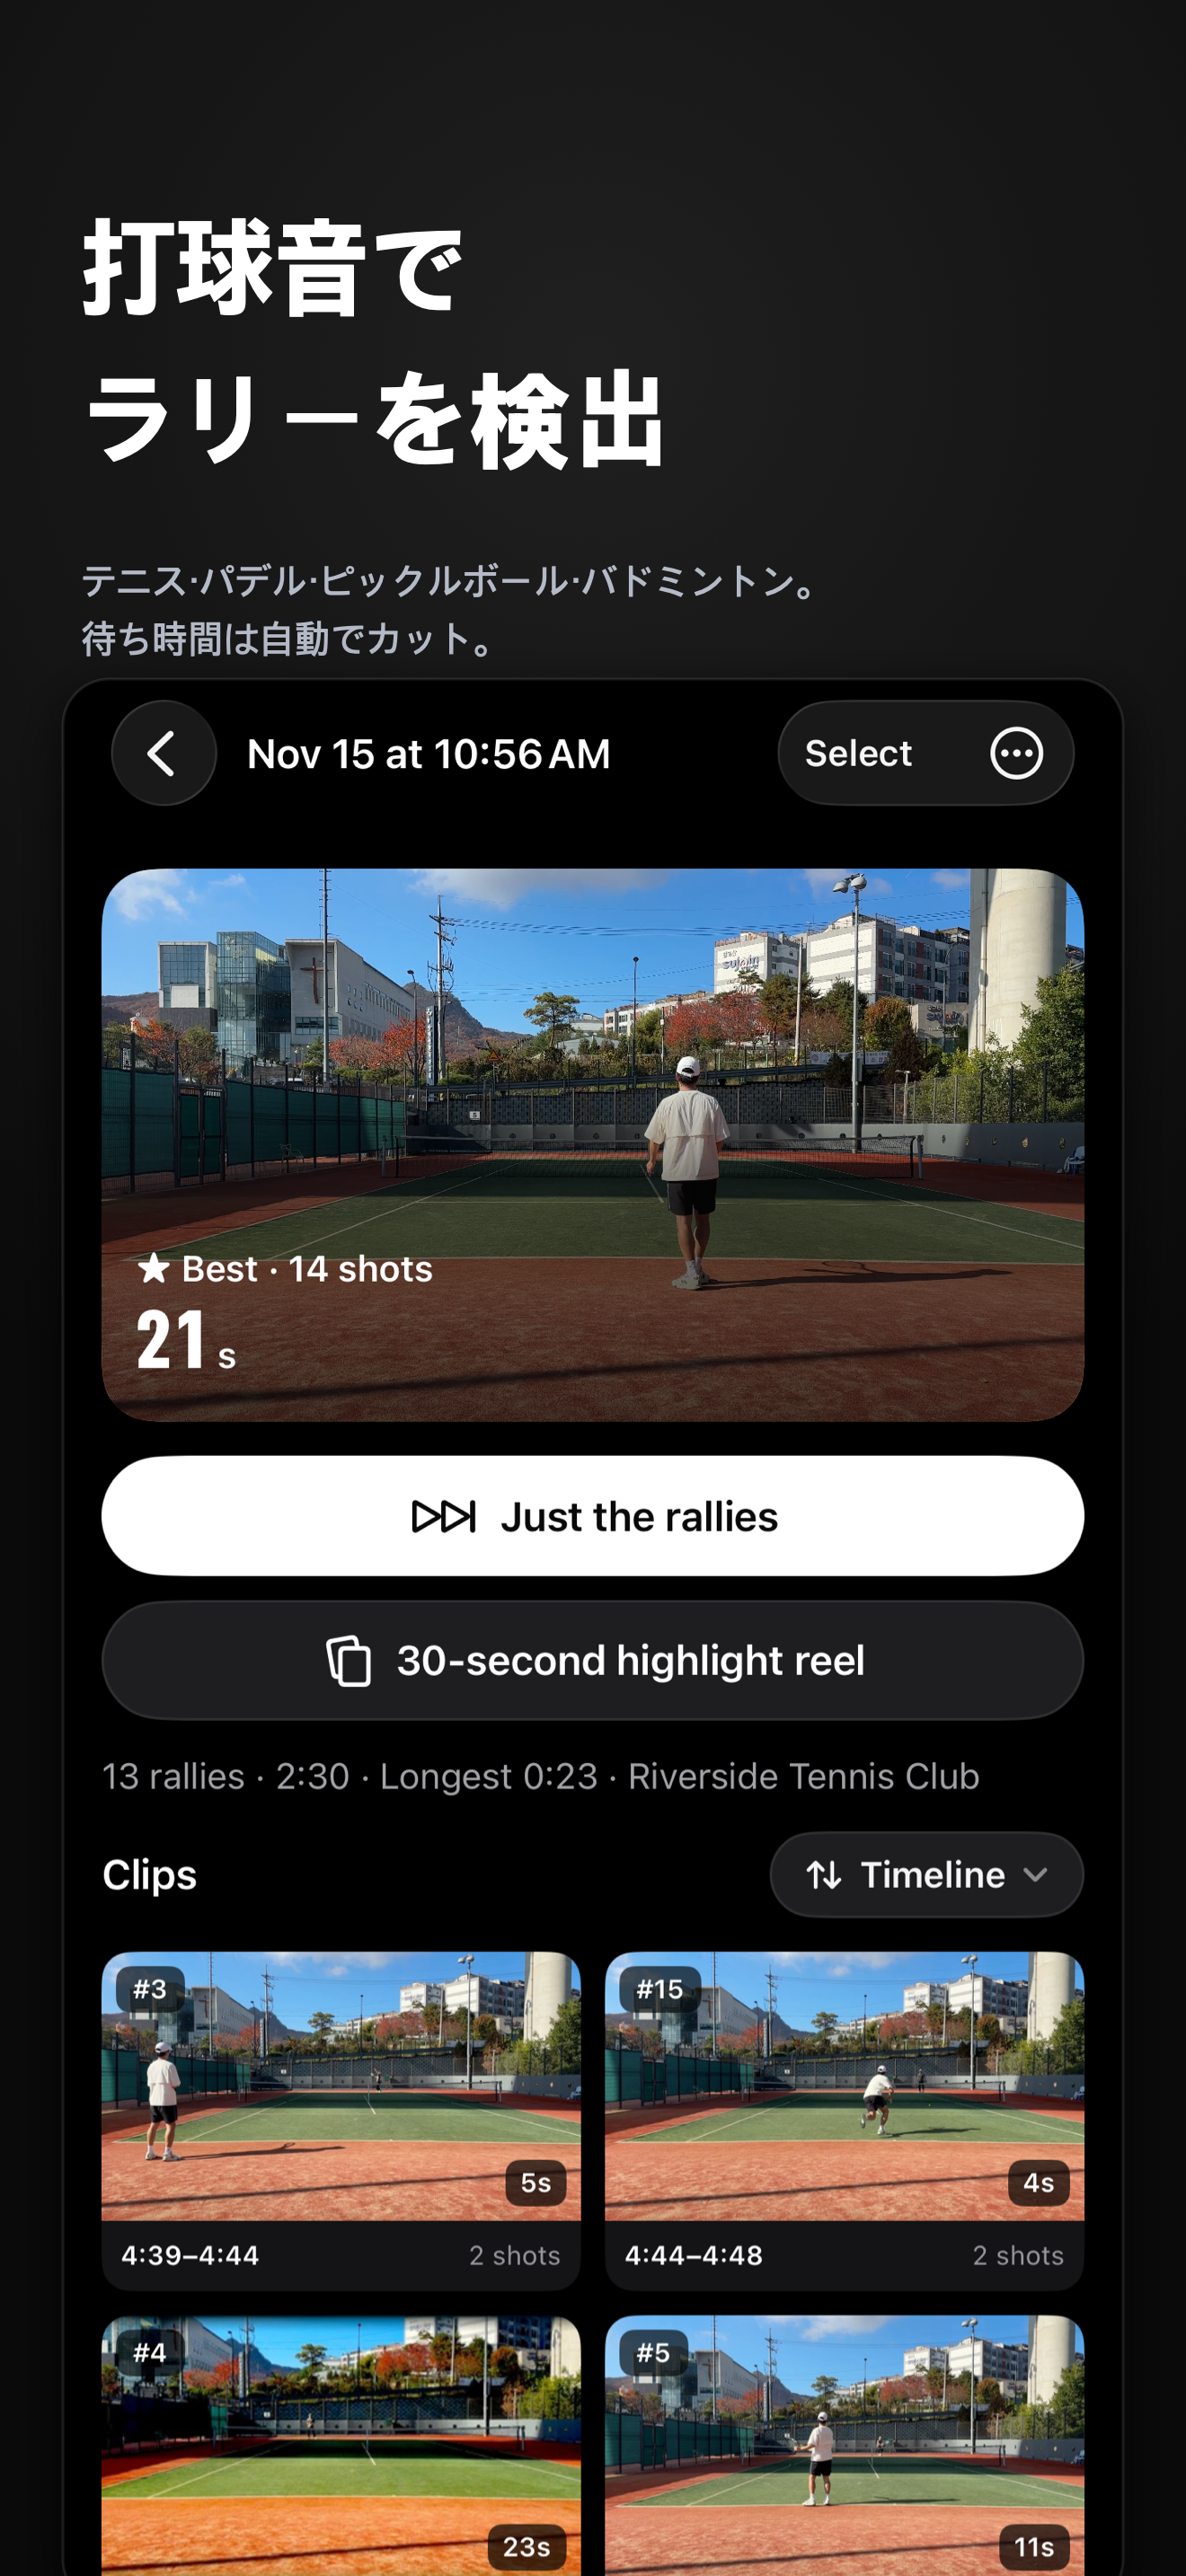 打球音で
ラリーを検出
テニス·パデル·ピックルボール·バドミントン。
待ち時間は自動でカット。
Nov 15 at 10:56 AM
Select
★ Best · 14 shots
21 s
Just the rallies
30-second highlight reel
13 rallies · 2:30 · Longest 0:23 · Riverside Tennis Club
Clips
Timeline
#3
5s
4:39–4:44
2 shots
#15
4s
4:44–4:48
2 shots
#4
23s
#5
11s